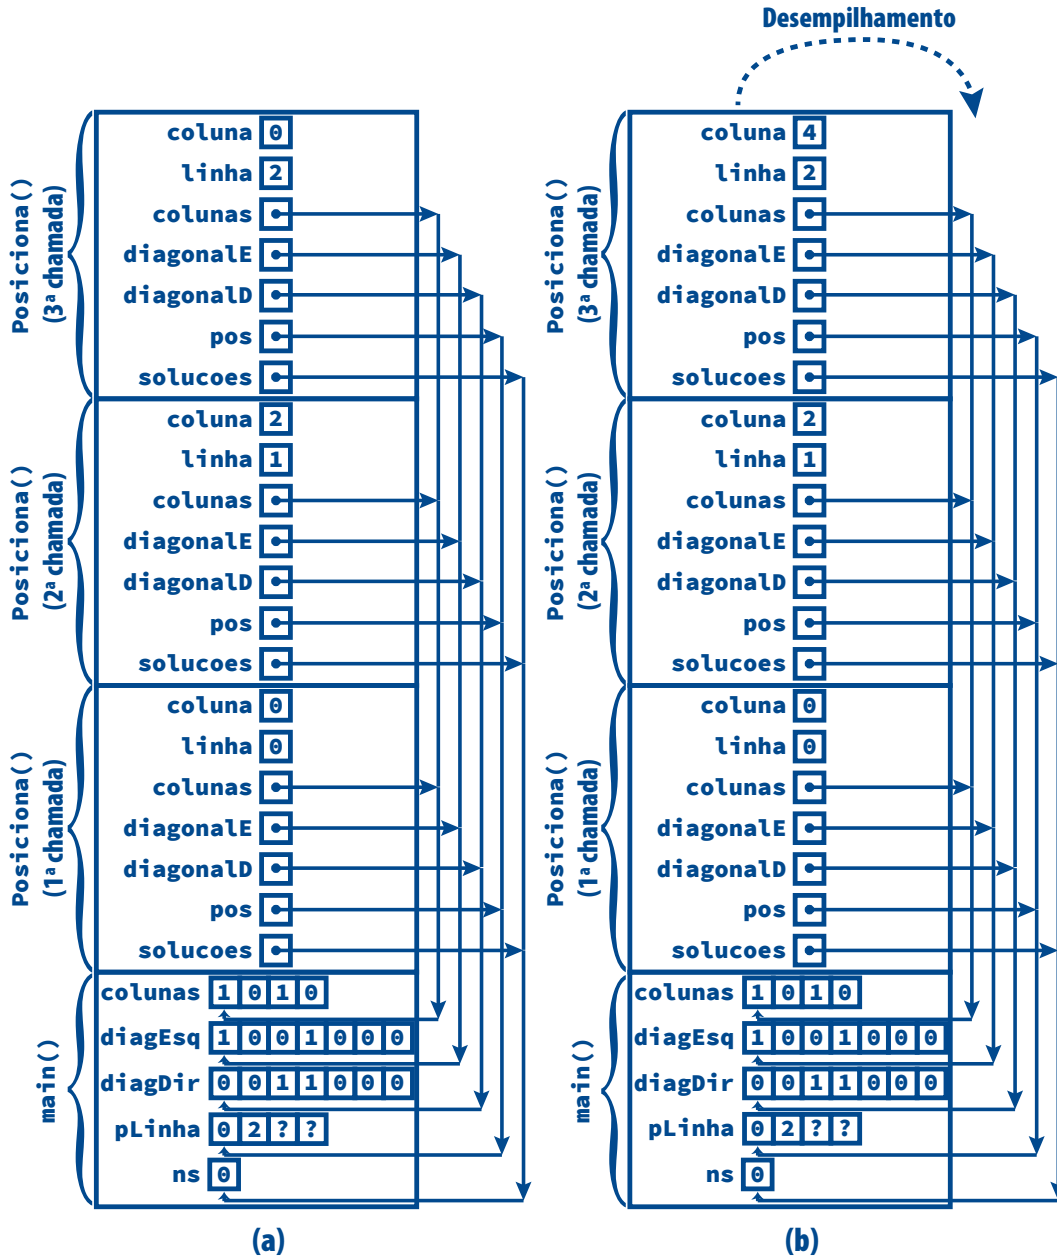 Desempilhamento
Posiciona()
(3ª chamada)
coluna 0
linha 2
colunas
diagonalE
diagonalD
pos
solucoes
Posiciona()
(2ª chamada)
coluna 2
linha 1
colunas
diagonalE
diagonalD
pos
solucoes
Posiciona()
(1ª chamada)
coluna 0
linha 0
colunas
diagonalE
diagonalD
pos
solucoes
main()
colunas 1 0 1 0
diagEsq 1 0 0 1 0 0 0
diagDir 0 0 1 1 0 0 0
pLinha 0 2 ? ?
ns 0
(a)
Posiciona()
(3ª chamada)
coluna 4
linha 2
colunas
diagonalE
diagonalD
pos
solucoes
Posiciona()
(2ª chamada)
coluna 2
linha 1
colunas
diagonalE
diagonalD
pos
solucoes
Posiciona()
(1ª chamada)
coluna 0
linha 0
colunas
diagonalE
diagonalD
pos
solucoes
main()
colunas 1 0 1 0
diagEsq 1 0 0 1 0 0 0
diagDir 0 0 1 1 0 0 0
pLinha 0 2 ? ?
ns 0
(b)